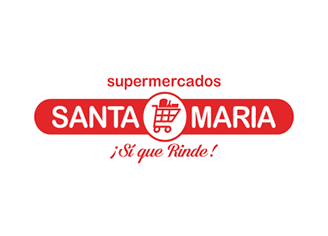 supermercados
SANTA MARIA
¡Sí que Rinde!